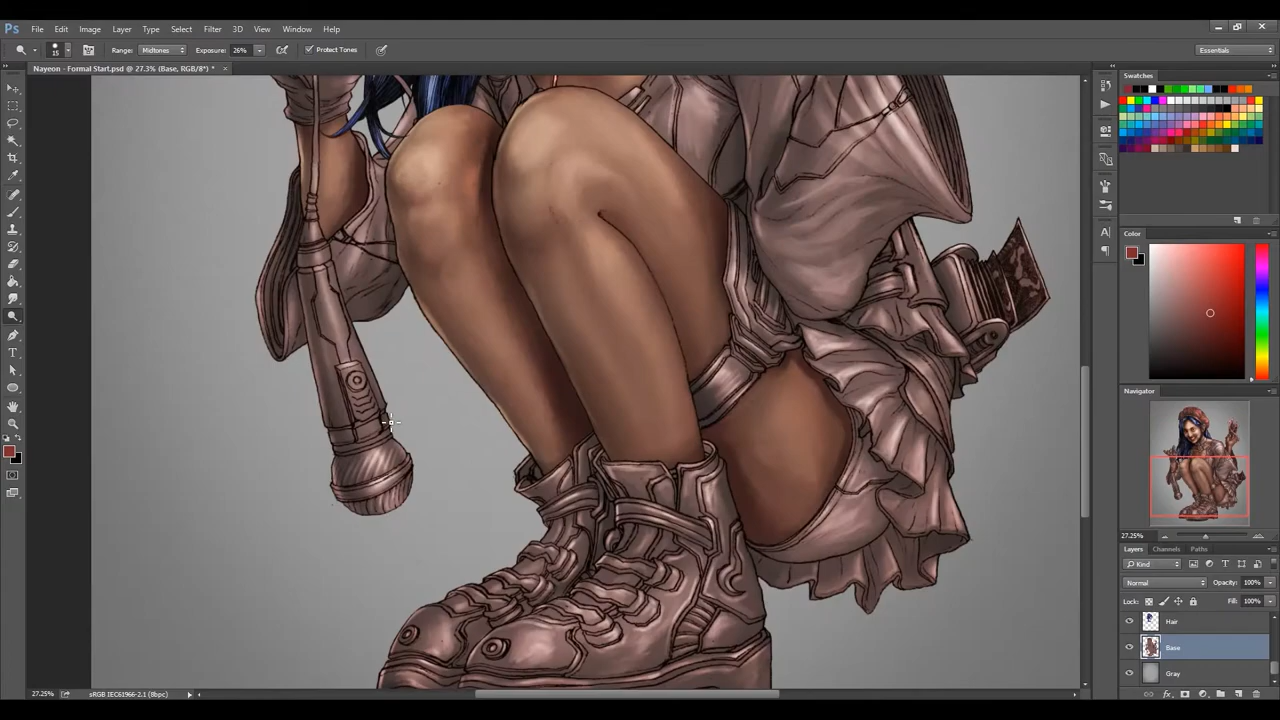 Ps File Edit Image Layer Type Select Filter 3D View Window Help
15 Range: Midtones Exposure: 26% Protect Tones Essentials
Nayeon - Formal Start.psd @ 27.3% (Base, RGB/8*) * ×
Swatches
Color
Navigator
27.25%
Layers Channels Paths
Kind
Normal Opacity: 100%
Lock: Fill: 100%
Hair
Base
Gray
27.25% sRGB IEC61966-2.1 (8bpc)